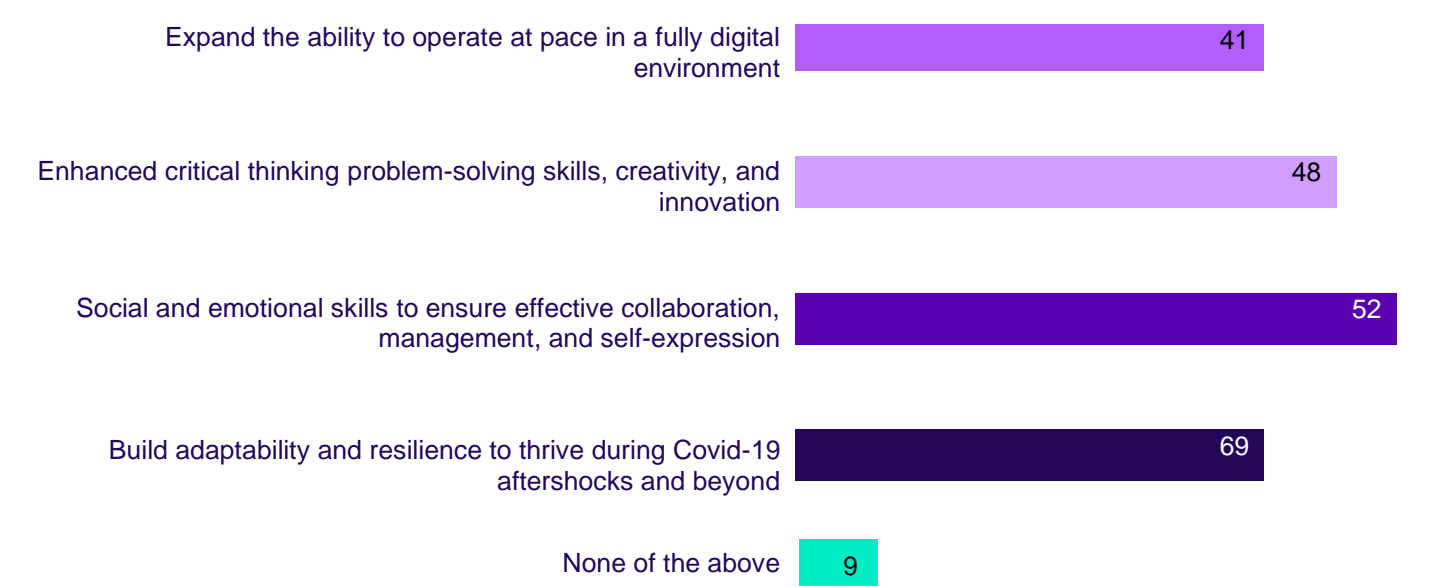 Expand the ability to operate at pace in a fully digital
environment
41
Enhanced critical thinking problem-solving skills, creativity, and
innovation
48
Social and emotional skills to ensure effective collaboration,
management, and self-expression
52
Build adaptability and resilience to thrive during Covid-19
aftershocks and beyond
69
None of the above
9